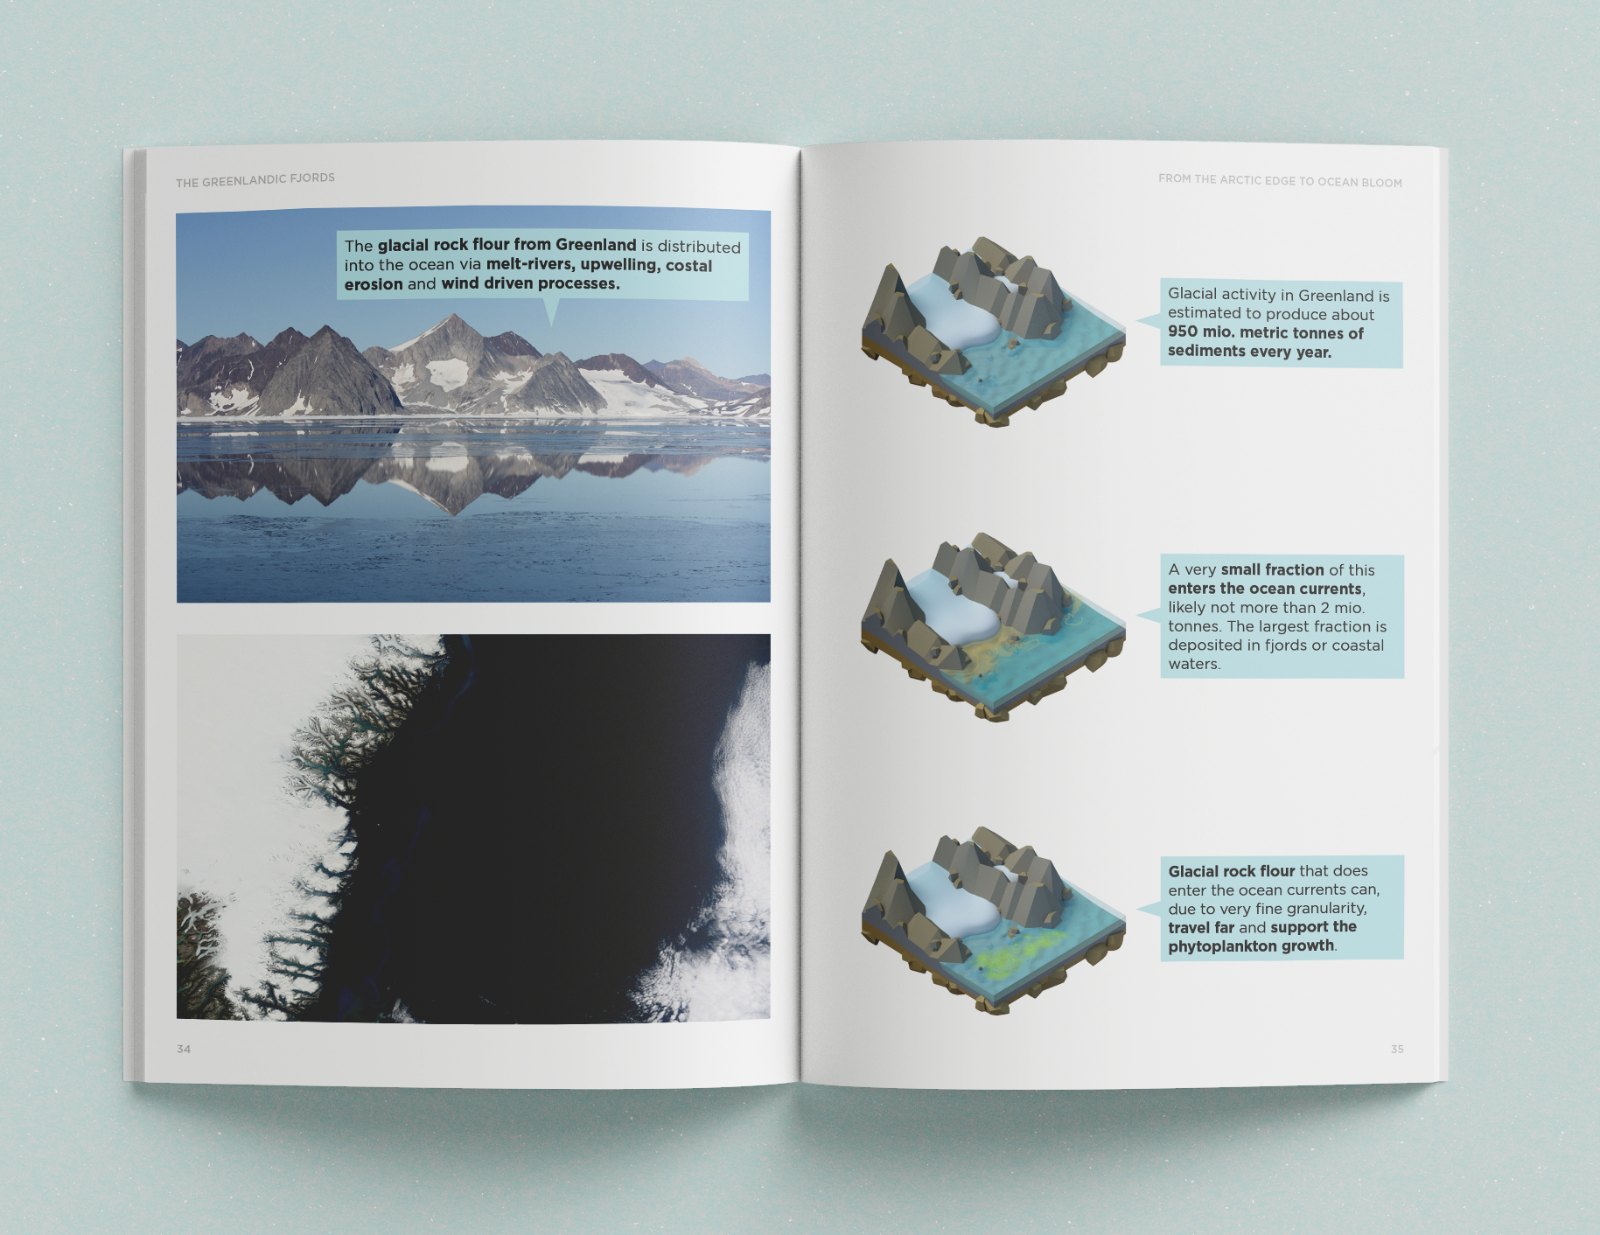 THE GREENLANDIC FJORDS
The glacial rock flour from Greenland is distributed
into the ocean via melt-rivers, upwelling, costal
erosion and wind driven processes.
34
FROM THE ARCTIC EDGE TO OCEAN BLOOM
Glacial activity in Greenland is
estimated to produce about
950 mio. metric tonnes of
sediments every year.
A very small fraction of this
enters the ocean currents,
likely not more than 2 mio.
tonnes. The largest fraction is
deposited in fjords or coastal
waters.
Glacial rock flour that does
enter the ocean currents can,
due to very fine granularity,
travel far and support the
phytoplankton growth.
35